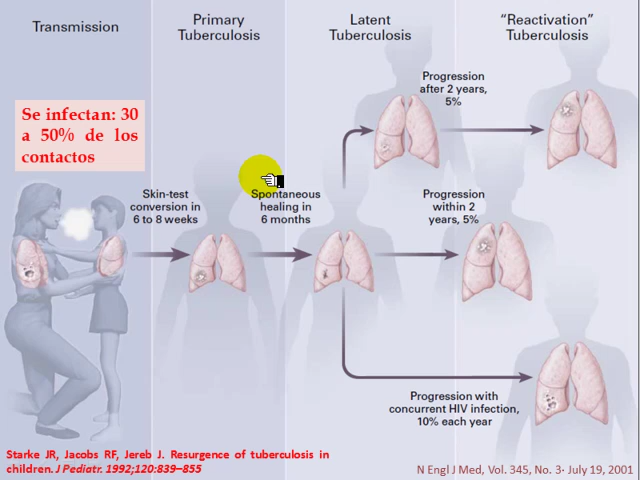 Transmission
Primary
Tuberculosis
Latent
Tuberculosis
“Reactivation”
Tuberculosis
Se infectan: 30
a 50% de los
contactos
Progression
after 2 years,
5%
Skin-test
conversion in
6 to 8 weeks
Spontaneous
healing in
6 months
Progression
within 2
years, 5%
Progression with
concurrent HIV infection,
10% each year
Starke JR, Jacobs RF, Jereb J. Resurgence of tuberculosis in
children. J Pediatr. 1992;120:839–855
N Engl J Med, Vol. 345, No. 3· July 19, 2001